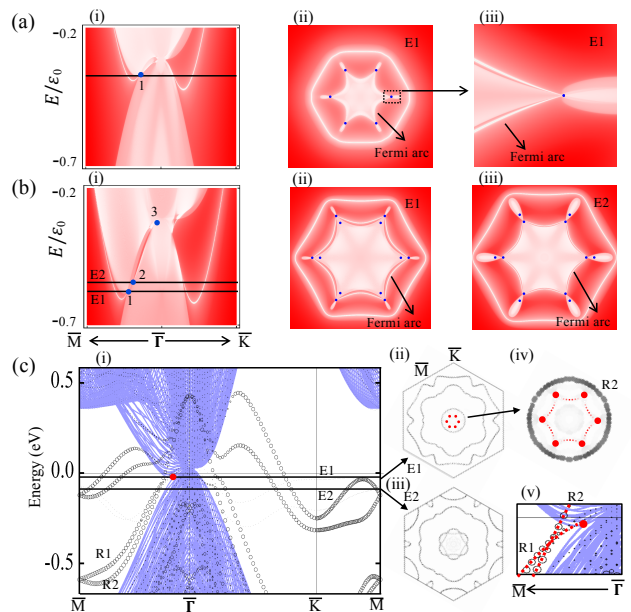 (a)
(i)
(ii)
(iii)
-0.2
E/ε₀
-0.7
1
E1
Fermi arc
E1
Fermi arc
(b)
(i)
(ii)
(iii)
-0.2
E/ε₀
-0.7
3
E2
2
E1
1
E1
Fermi arc
E2
Fermi arc
M̅
Γ̅
K̅
(c)
(i)
(ii)
(iii)
(iv)
(v)
Energy (eV)
0.5
0.0
-0.5
E1
E2
R1
R2
M̅
Γ̅
K̅
M̅
M̅
K̅
E1
E2
R2
R2
R1
M̅
Γ̅